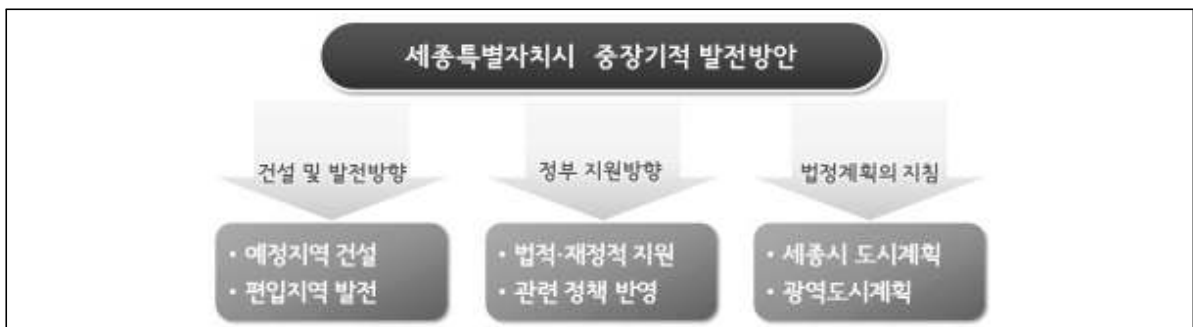 세종특별자치시 중장기적 발전방안
건설 및 발전방향
정부 지원방향
법정계획의 지침
• 예정지역 건설
• 편입지역 발전
• 법적·재정적 지원
• 관련 정책 반영
• 세종시 도시계획
• 광역도시계획